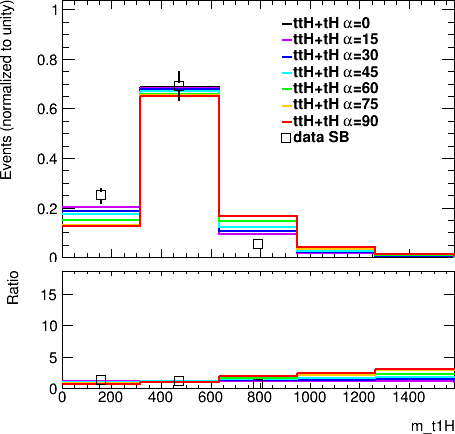 1
0.8
0.6
0.4
0.2
0
Events (normalized to unity)
ttH+tH α=0
ttH+tH α=15
ttH+tH α=30
ttH+tH α=45
ttH+tH α=60
ttH+tH α=75
ttH+tH α=90
data SB
Ratio
15
10
5
0
0 200 400 600 800 1000 1200 1400
m_t1H